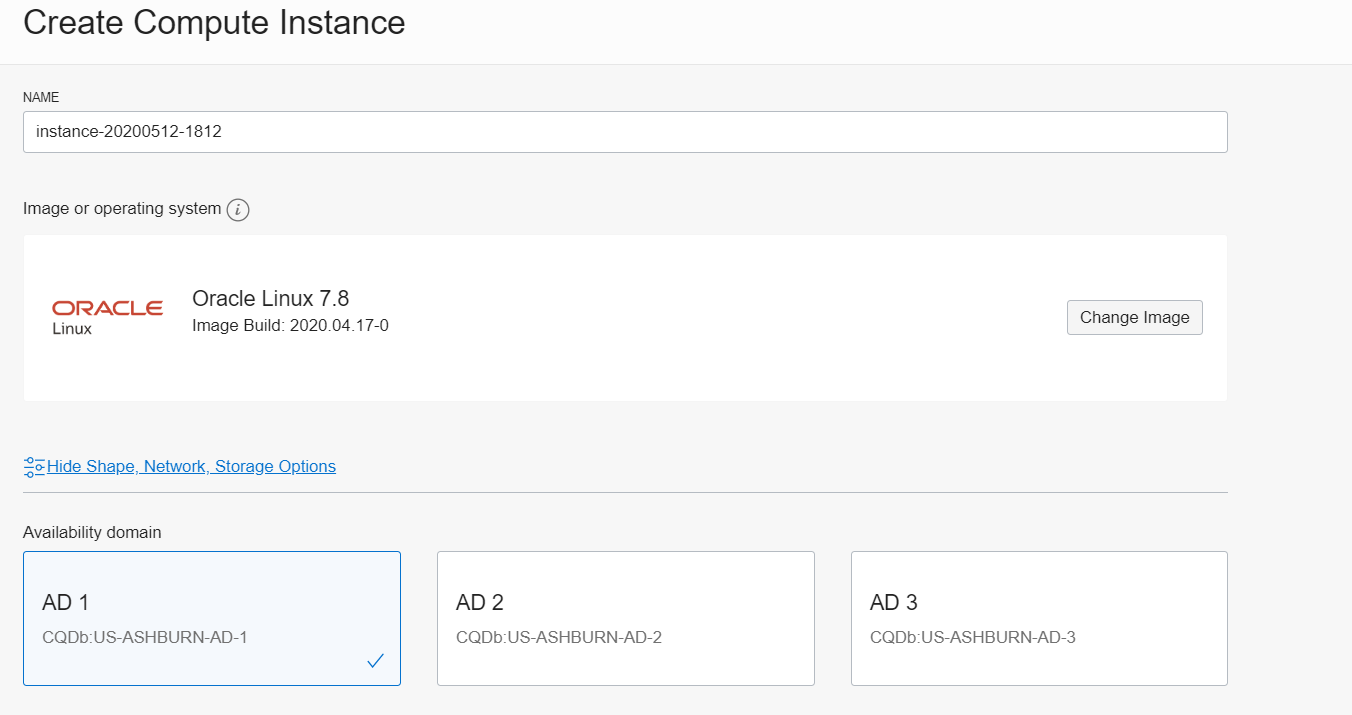 Create Compute Instance
NAME
instance-20200512-1812
Image or operating system i
ORACLE
Linux
Oracle Linux 7.8
Image Build: 2020.04.17-0
Change Image
Hide Shape, Network, Storage Options
Availability domain
AD 1
CQDb:US-ASHBURN-AD-1
AD 2
CQDb:US-ASHBURN-AD-2
AD 3
CQDb:US-ASHBURN-AD-3